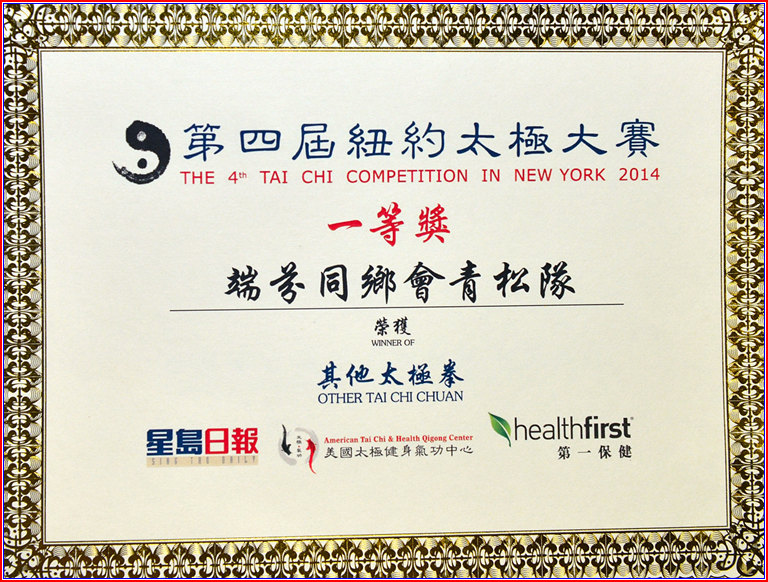 第四屆紐約太極大賽
THE 4th TAI CHI COMPETITION IN NEW YORK 2014
一等獎
端芬同鄉會青松隊
榮獲
WINNER OF
其他太極拳
OTHER TAI CHI CHUAN
星島日報
SING TAO DAILY
American Tai Chi & Health Qigong Center
美國太極健身氣功中心
healthfirst®
第一保健